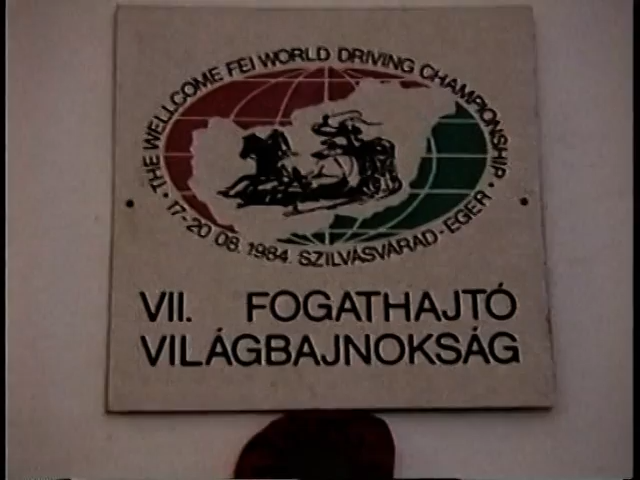 THE WELLCOME FEI WORLD DRIVING CHAMPIONSHIP
· 17-20 08. 1984. SZILVÁSVÁRAD-EGER ·
VII. FOGATHAJTÓ
VILÁGBAJNOKSÁG